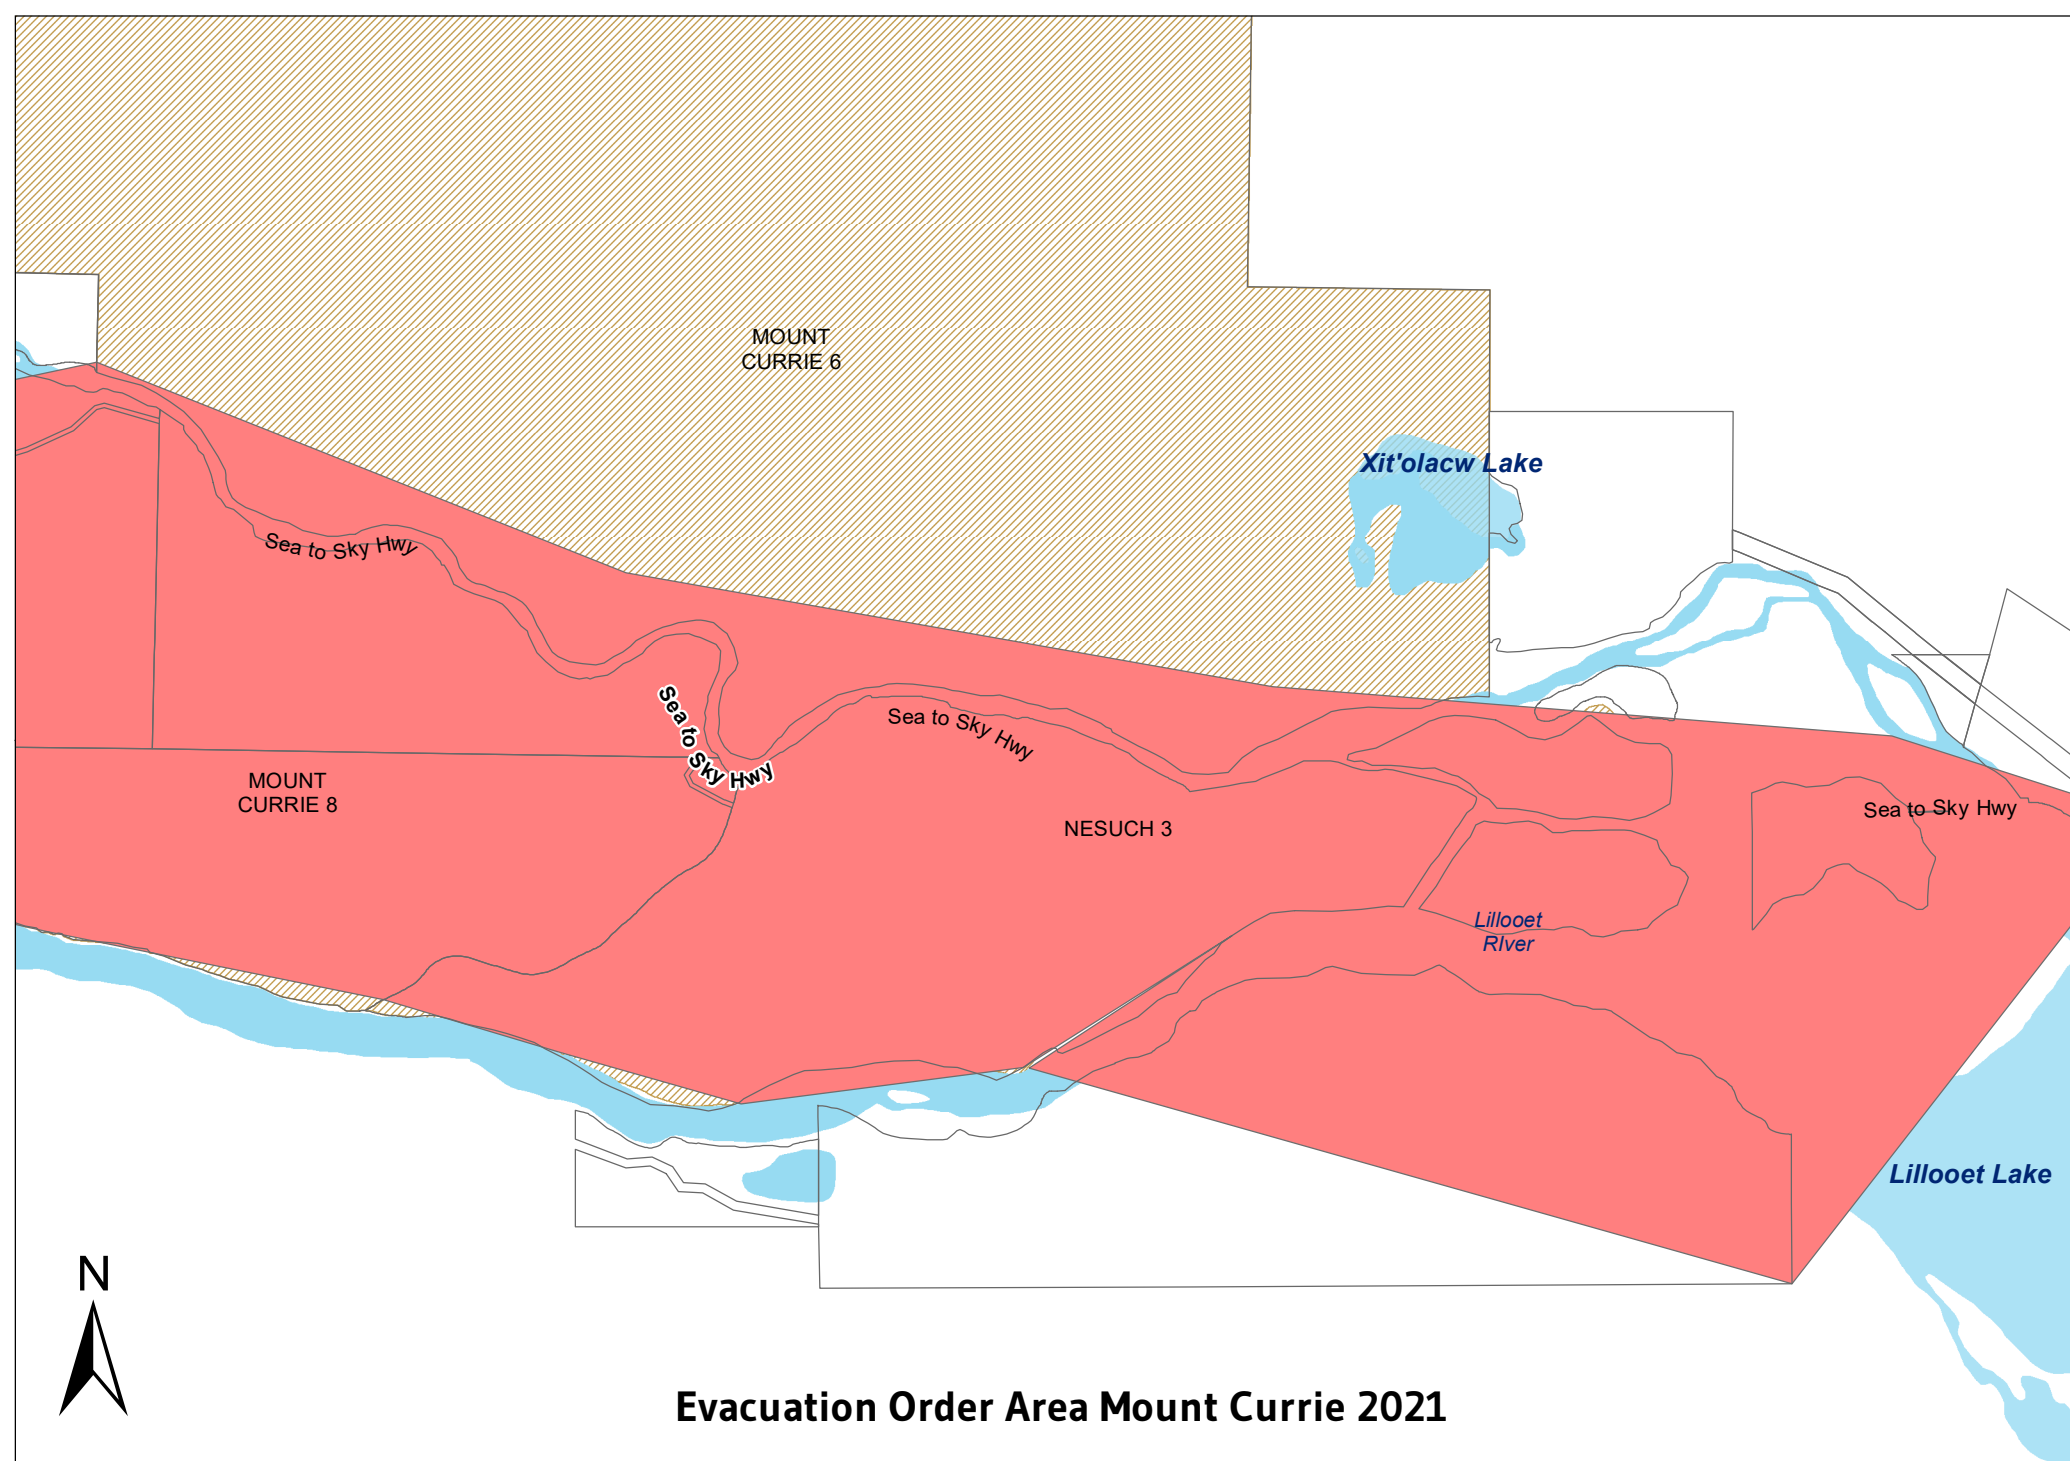 MOUNT
CURRIE 6
Xit'olacw Lake
Sea to Sky Hwy
Sea to Sky Hwy
Sea to Sky Hwy
MOUNT
CURRIE 8
NESUCH 3
Sea to Sky Hwy
Lillooet
RIver
Lillooet Lake
N
Evacuation Order Area Mount Currie 2021